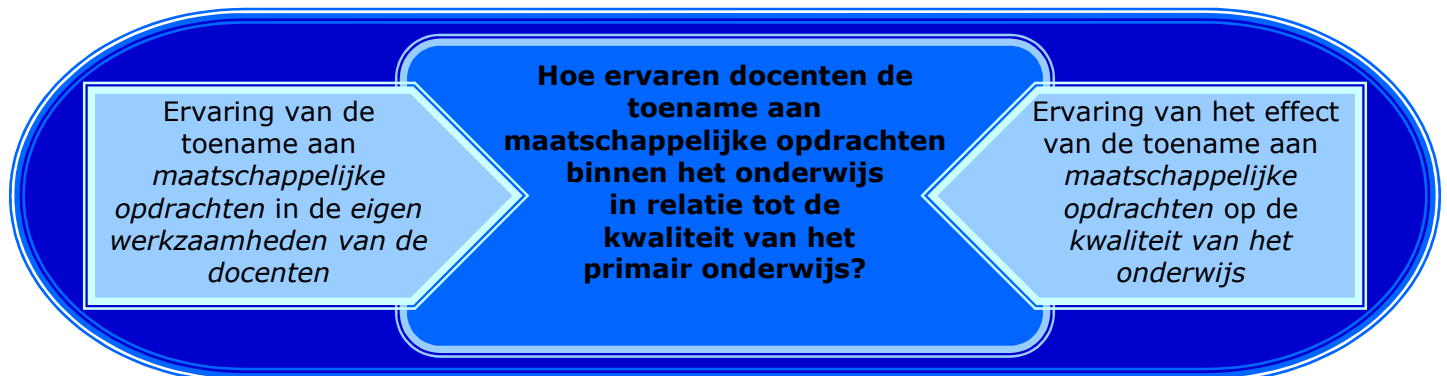 Ervaring van de
toename aan
maatschappelijke
opdrachten in de eigen
werkzaamheden van de
docenten
Hoe ervaren docenten de
toename aan
maatschappelijke opdrachten
binnen het onderwijs
in relatie tot de
kwaliteit van het
primair onderwijs?
Ervaring van het effect
van de toename aan
maatschappelijke
opdrachten op de
kwaliteit van het
onderwijs